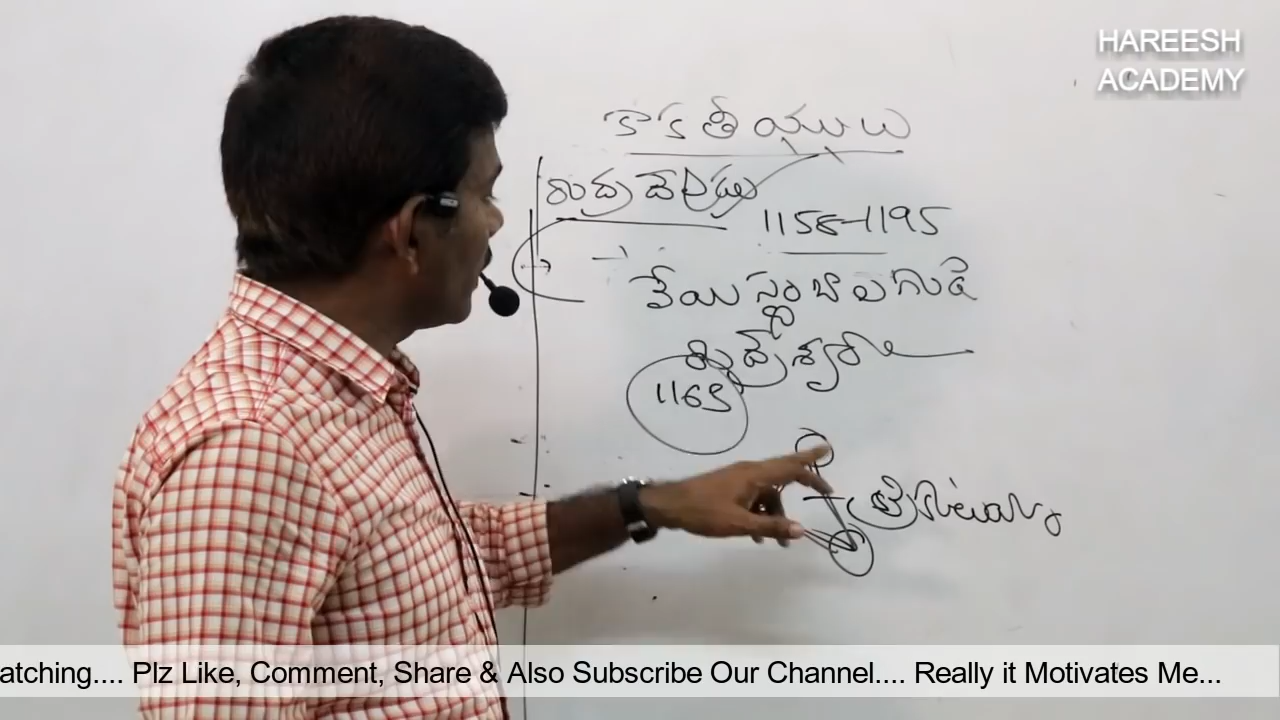 HAREESH
ACADEMY
కాకతీయులు
రుద్రదేవుడు
1158-1195
వేయి స్థంబాల గుడి
రుద్రేశ్వర
1163
atching.... Plz Like, Comment, Share & Also Subscribe Our Channel.... Really it Motivates Me...